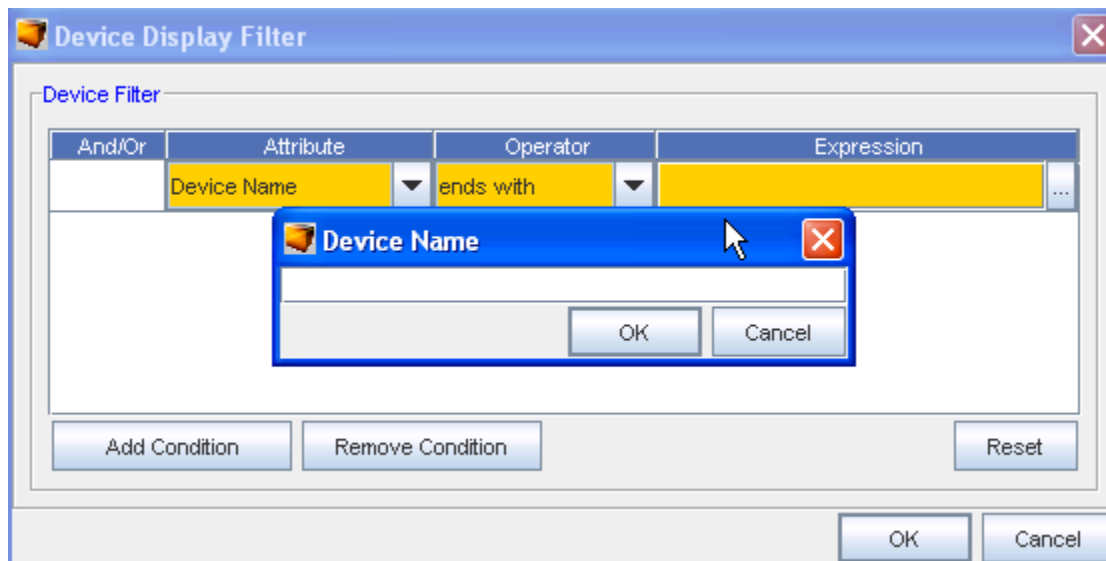 Device Display Filter
Device Filter
And/Or Attribute Operator Expression
Device Name ends with ...
Device Name
OK Cancel
Add Condition Remove Condition Reset
OK Cancel